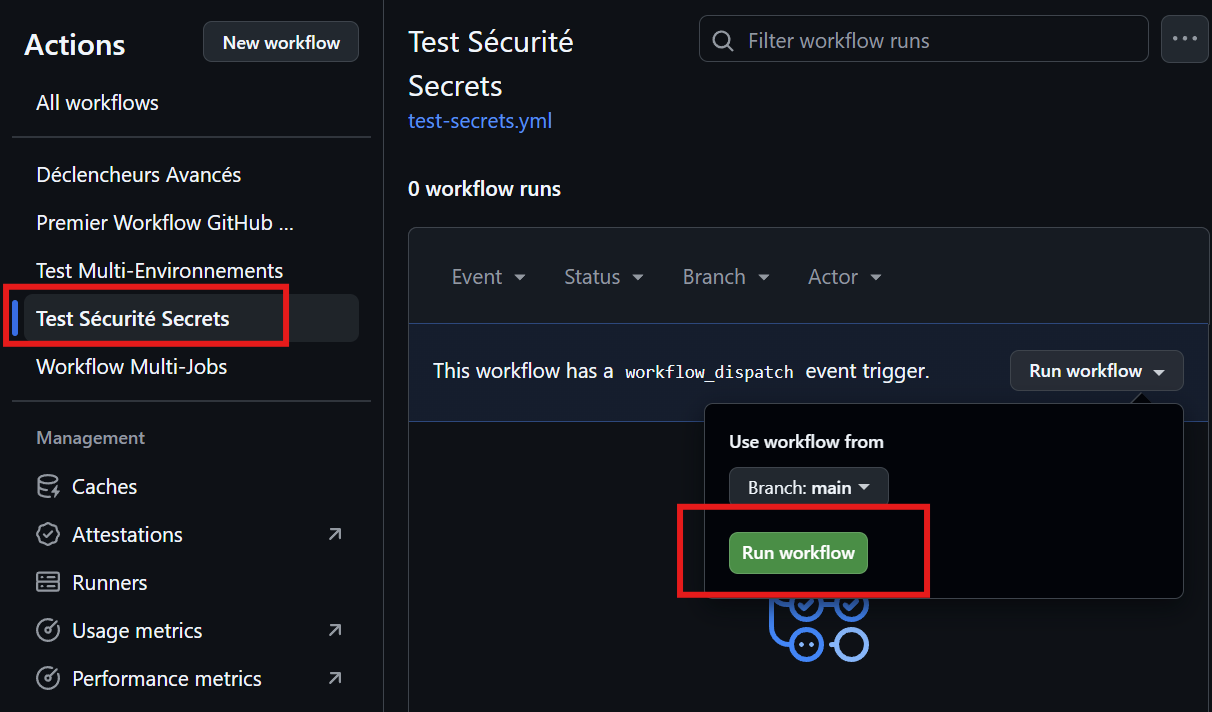 Actions
New workflow
All workflows
Déclencheurs Avancés
Premier Workflow GitHub ...
Test Multi-Environnements
Test Sécurité Secrets
Workflow Multi-Jobs
Management
Caches
Attestations
Runners
Usage metrics
Performance metrics
Test Sécurité
Secrets
test-secrets.yml
Filter workflow runs
0 workflow runs
Event Status Branch Actor
This workflow has a workflow_dispatch event trigger.
Run workflow
Use workflow from
Branch: main
Run workflow